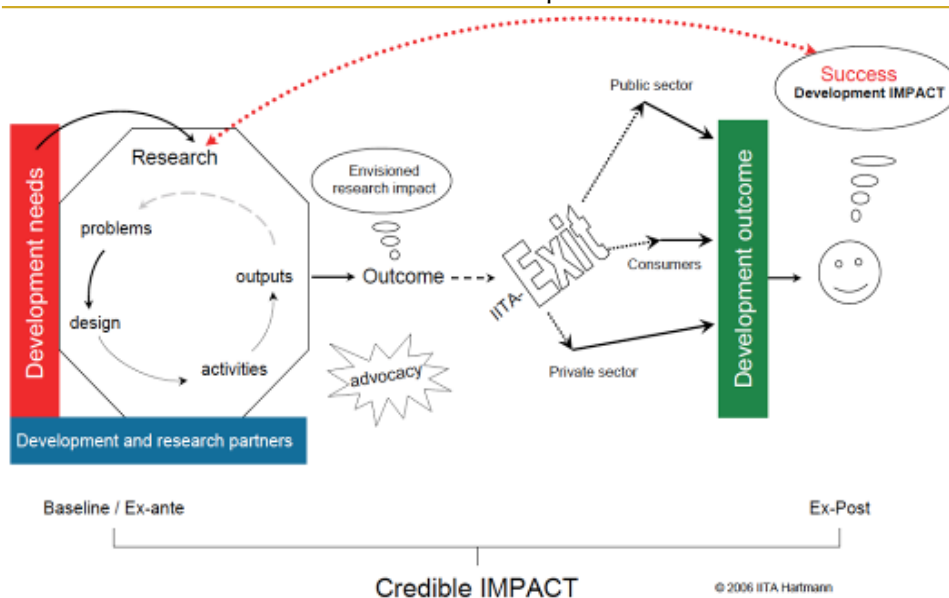 Success
Development IMPACT
Public sector
Research
Envisioned
research impact
Development needs
problems
outputs
Outcome
IITA-Exit
Consumers
Development outcome
design
activities
advocacy
Private sector
Development and research partners
Baseline / Ex-ante
Ex-Post
Credible IMPACT
© 2006 IITA Hartmann